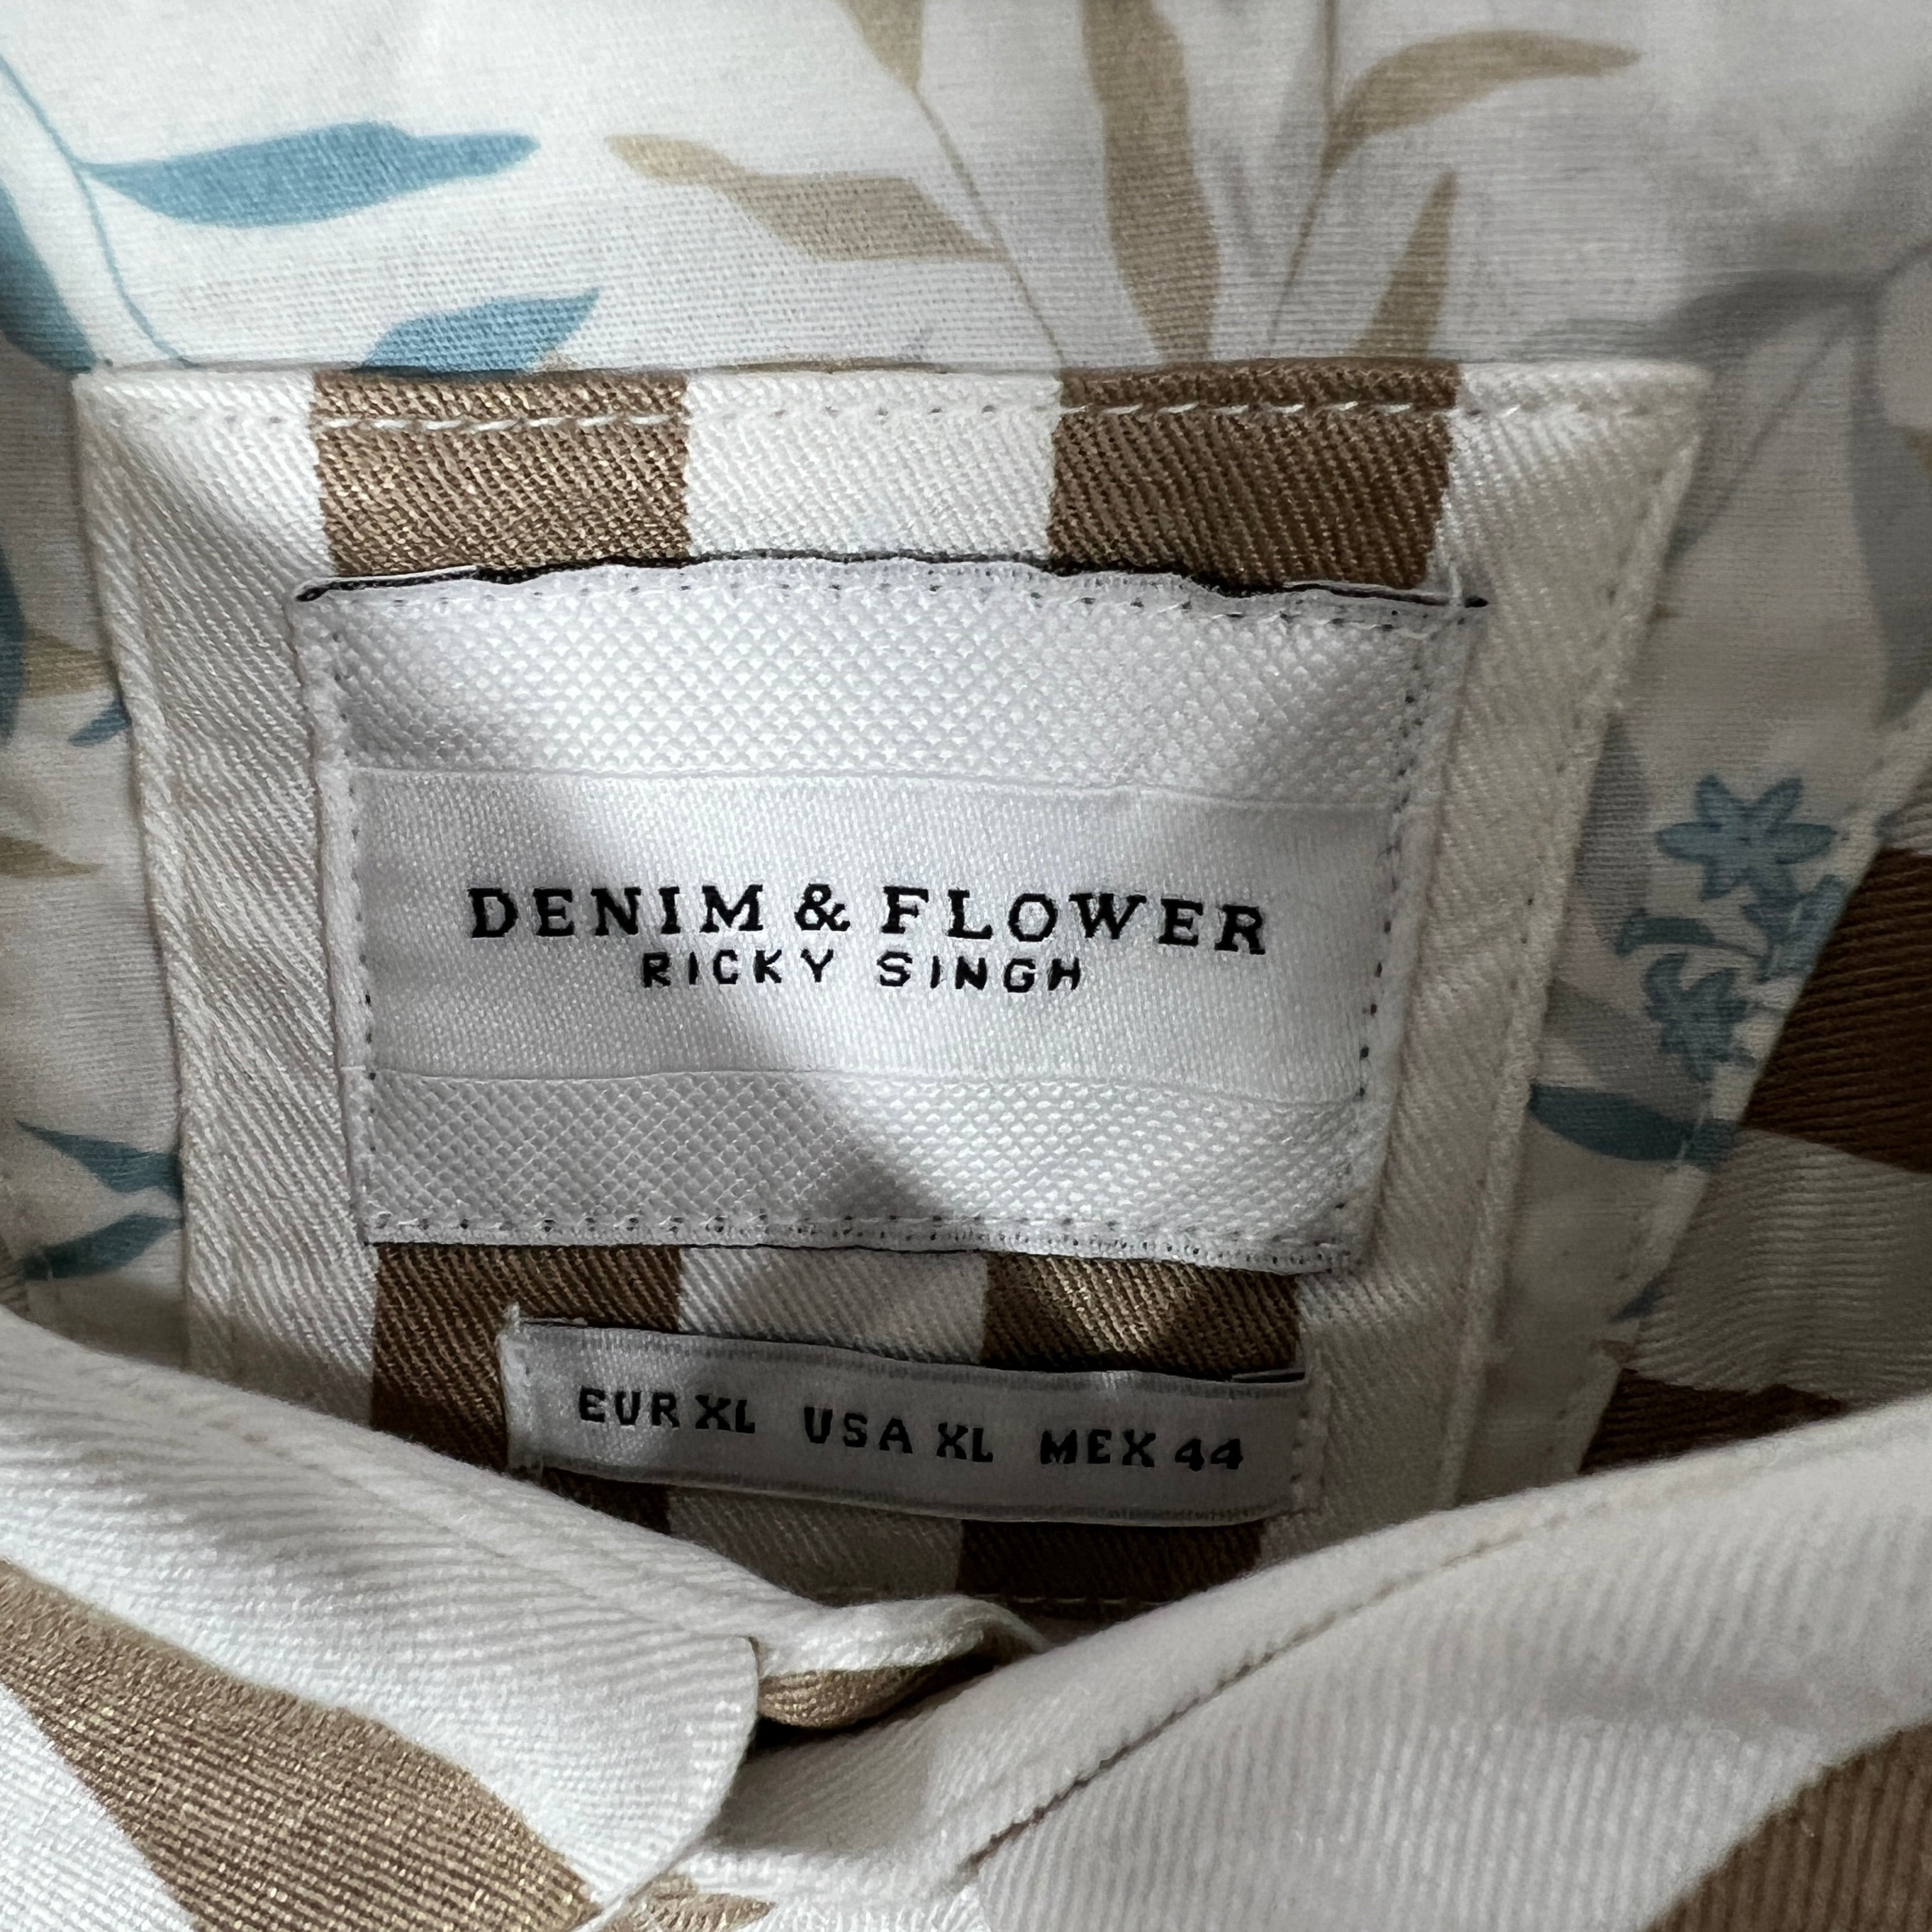 DENIM & FLOWER
RICKY SINGH
EUR XL USA XL MEX 44